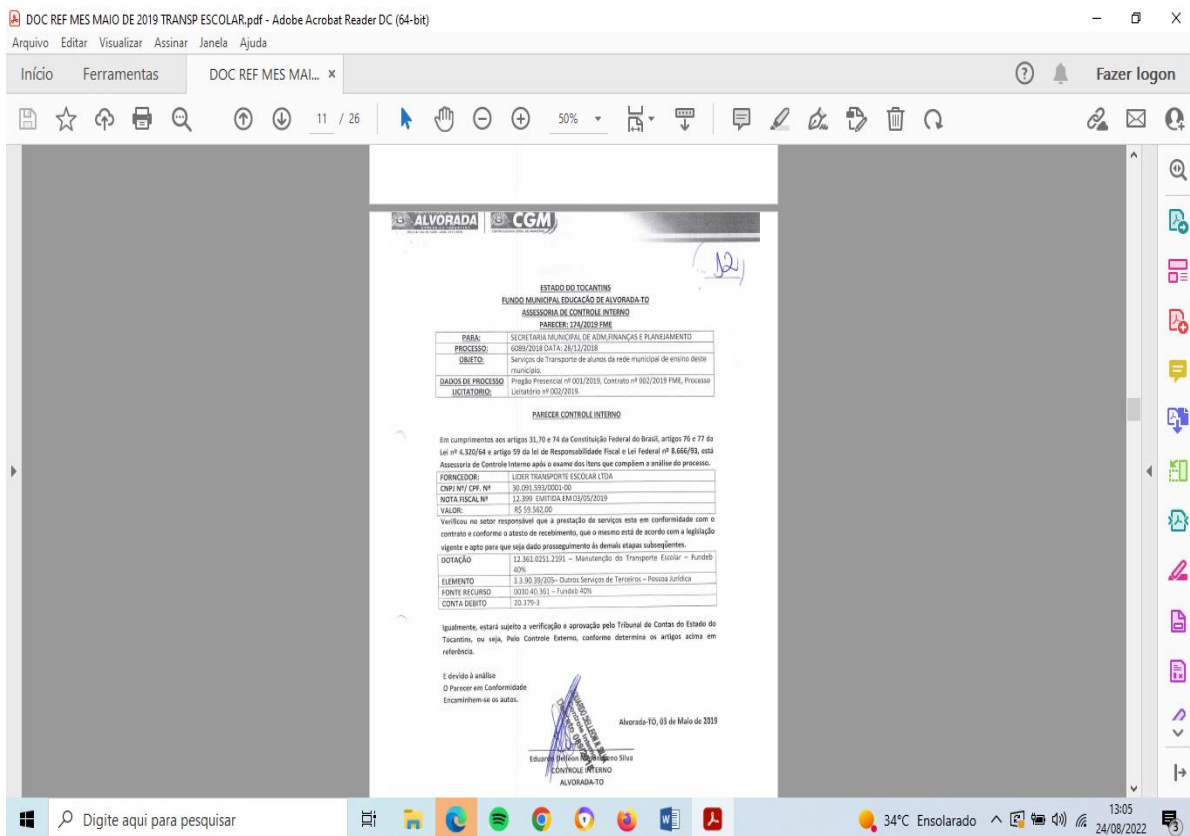 DOC REF MES MAIO DE 2019 TRANSP ESCOLAR.pdf - Adobe Acrobat Reader DC (64-bit)
Arquivo Editar Visualizar Assinar Janela Ajuda
Início Ferramentas DOC REF MES MAI... × Fazer logon
11 / 26 50%
ALVORADA CGM
12
ESTADO DO TOCANTINS
FUNDO MUNICIPAL EDUCAÇÃO DE ALVORADA-TO
ASSESSORIA DE CONTROLE INTERNO
PARECER: 174/2019 FME
PARA: SECRETARIA MUNICIPAL DE ADM,FINANÇAS E PLANEJAMENTO
PROCESSO: 6089/2018 DATA: 28/12/2018
OBJETO: Serviços de Transporte de alunos da rede municipal de ensino deste
município.
DADOS DE PROCESSO Pregão Presencial nº 001/2019, Contrato nº 002/2019 FME, Processo
LICITATORIO: Licitatório nº 002/2019.
PARECER CONTROLE INTERNO
Em cumprimentos aos artigos 31,70 e 74 da Constituição Federal do Brasil, artigos 76 e 77 da
Lei nº 4.320/64 e artigo 59 da lei de Responsabilidade Fiscal e Lei Federal nº 8.666/93, está
Assessoria de Controle Interno após o exame dos itens que compõem a análise do processo.
FORNCEDOR: LIDER TRANSPORTE ESCOLAR LTDA
CNPJ Nº/ CPF. Nº 30.091.593/0001-00
NOTA FISCAL Nº 12.399 EMITIDA EM 03/05/2019
VALOR: R$ 59.562,00
Verificou no setor responsável que a prestação de serviços esta em conformidade com o
contrato e conforme o atesto de recebimento, que o mesmo está de acordo com a legislação
vigente e apto para que seja dado prosseguimento ás demais etapas subseqüentes.
DOTAÇÃO 12.361.0251.2191 – Manutenção do Transporte Escolar – Fundeb
40%
ELEMENTO 3.3.90.39/205– Outros Serviços de Terceiros – Pessoa Jurídica
FONTE RECURSO 0030.40.361 – Fundeb 40%
CONTA DEBITO 20.375-3
Igualmente, estará sujeito a verificação e aprovação pelo Tribunal de Contas do Estado do
Tocantins, ou seja, Pelo Controle Externo, conforme determina os artigos acima em
referência.
E devido à análise
O Parecer em Conformidade
Encaminhem-se os autos.
Alvorada-TO, 03 de Maio de 2019
Controle Interno
Decreto 089/2018
Silva
CONTROLE INTERNO
ALVORADA-TO
Digite aqui para pesquisar
34°C Ensolarado
13:05
24/08/2022
3